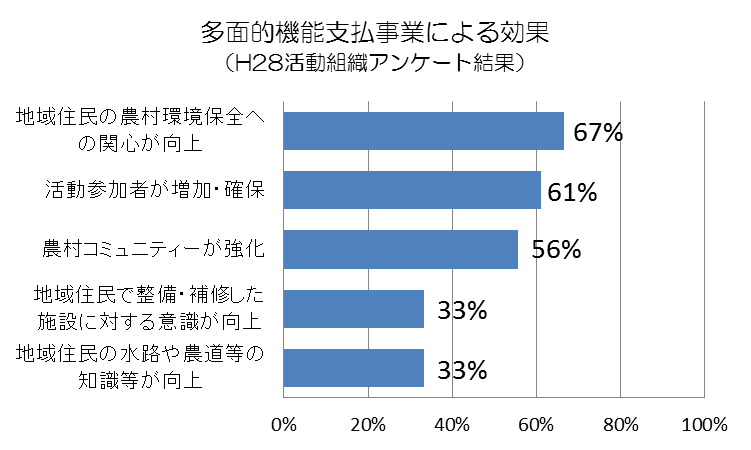 多面的機能支払事業による効果
（H28活動組織アンケート結果）
地域住民の農村環境保全へ
の関心が向上
67%
活動参加者が増加・確保
61%
農村コミュニティーが強化
56%
地域住民で整備・補修した
施設に対する意識が向上
33%
地域住民の水路や農道等の
知識等が向上
33%
0% 20% 40% 60% 80% 100%